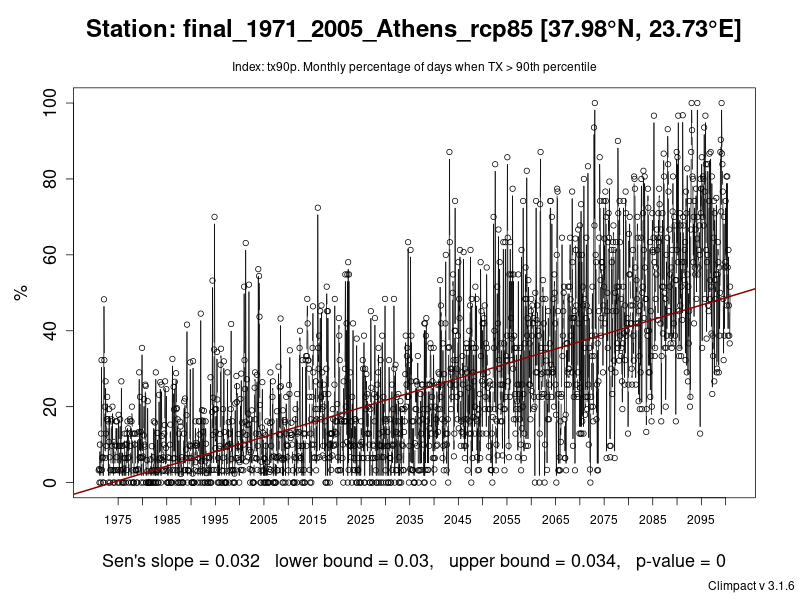 Station: final_1971_2005_Athens_rcp85 [37.98°N, 23.73°E]
Index: tx90p. Monthly percentage of days when TX > 90th percentile
100
80
60
40
20
0
%
1975 1985 1995 2005 2015 2025 2035 2045 2055 2065 2075 2085 2095
Sen's slope = 0.032 lower bound = 0.03, upper bound = 0.034, p-value = 0
Climpact v 3.1.6